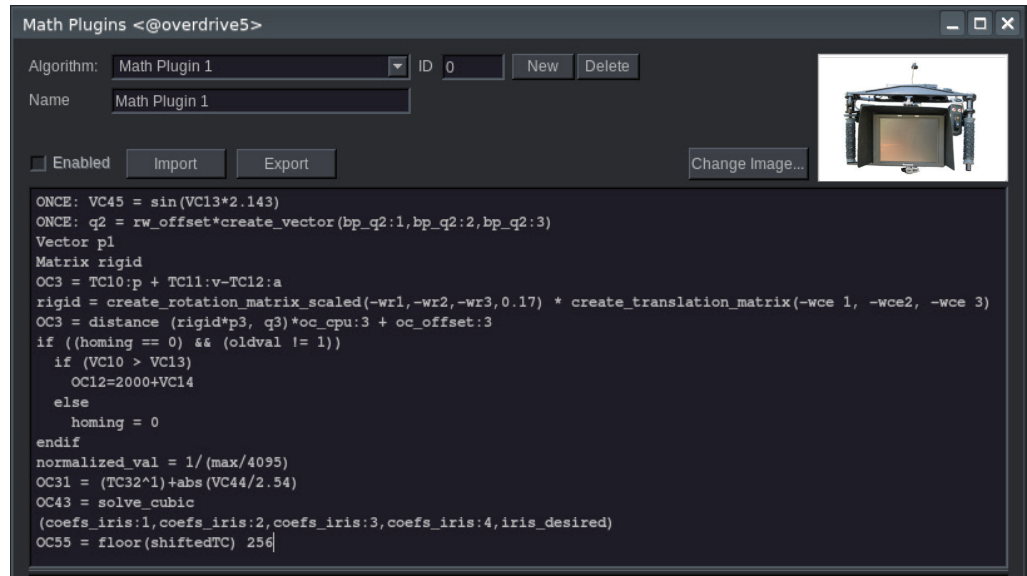 Math Plugins <@overdrive5>
Algorithm: Math Plugin 1 ID 0 New Delete
Name Math Plugin 1
Enabled Import Export Change Image...
ONCE: VC45 = sin(VC13*2.143)
ONCE: q2 = rw_offset*create_vector(bp_q2:1,bp_q2:2,bp_q2:3)
Vector p1
Matrix rigid
OC3 = TC10:p + TC11:v-TC12:a
rigid = create_rotation_matrix_scaled(-wr1,-wr2,-wr3,0.17) * create_translation_matrix(-wce 1, -wce2, -wce 3)
OC3 = distance (rigid*p3, q3)*oc_cpu:3 + oc_offset:3
if ((homing == 0) && (oldval != 1))
if (VC10 > VC13)
OC12=2000+VC14
else
homing = 0
endif
normalized_val = 1/(max/4095)
OC31 = (TC32^1)+abs(VC44/2.54)
OC43 = solve_cubic
(coefs_iris:1,coefs_iris:2,coefs_iris:3,coefs_iris:4,iris_desired)
OC55 = floor(shiftedTC) 256